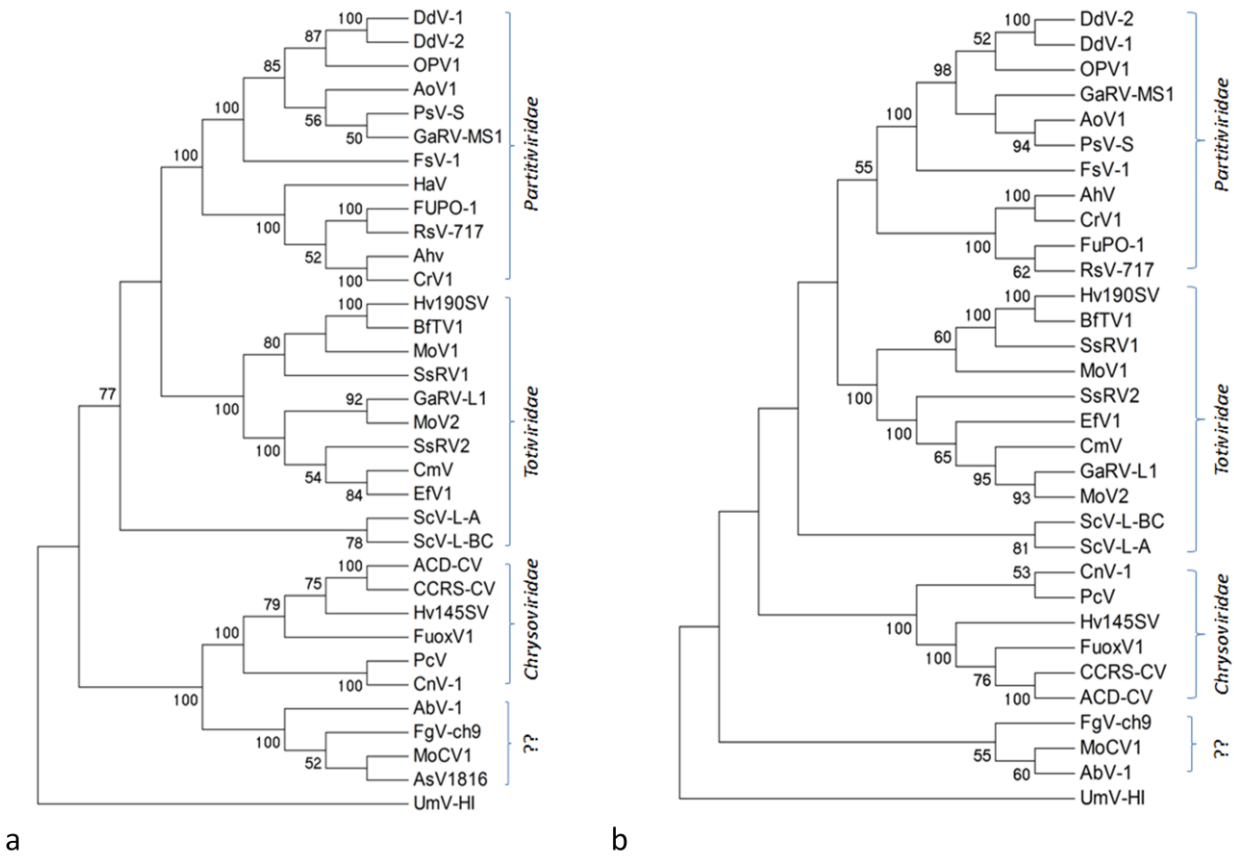 DdV-1
DdV-2
OPV1
AoV1
PsV-S
GaRV-MS1
FsV-1
HaV
FUPO-1
RsV-717
Ahv
CrV1
Hv190SV
BfTV1
MoV1
SsRV1
GaRV-L1
MoV2
SsRV2
CmV
EfV1
ScV-L-A
ScV-L-BC
ACD-CV
CCRS-CV
Hv145SV
FuoxV1
PcV
CnV-1
AbV-1
FgV-ch9
MoCV1
AsV1816
UmV-HI
100
87
85
56
50
100
100
100
100
52
100
100
80
92
100
100
54
84
77
78
100
75
79
100
100
100
100
52
Partitiviridae
Totiviridae
Chrysoviridae
??
a
DdV-2
DdV-1
OPV1
GaRV-MS1
AoV1
PsV-S
FsV-1
AhV
CrV1
FuPO-1
RsV-717
Hv190SV
BfTV1
SsRV1
MoV1
SsRV2
EfV1
CmV
GaRV-L1
MoV2
ScV-L-BC
ScV-L-A
CnV-1
PcV
Hv145SV
FuoxV1
CCRS-CV
ACD-CV
FgV-ch9
MoCV1
AbV-1
UmV-HI
100
52
98
94
100
55
100
100
62
100
100
60
100
100
65
95
93
81
53
100
100
76
100
55
60
Partitiviridae
Totiviridae
Chrysoviridae
??
b